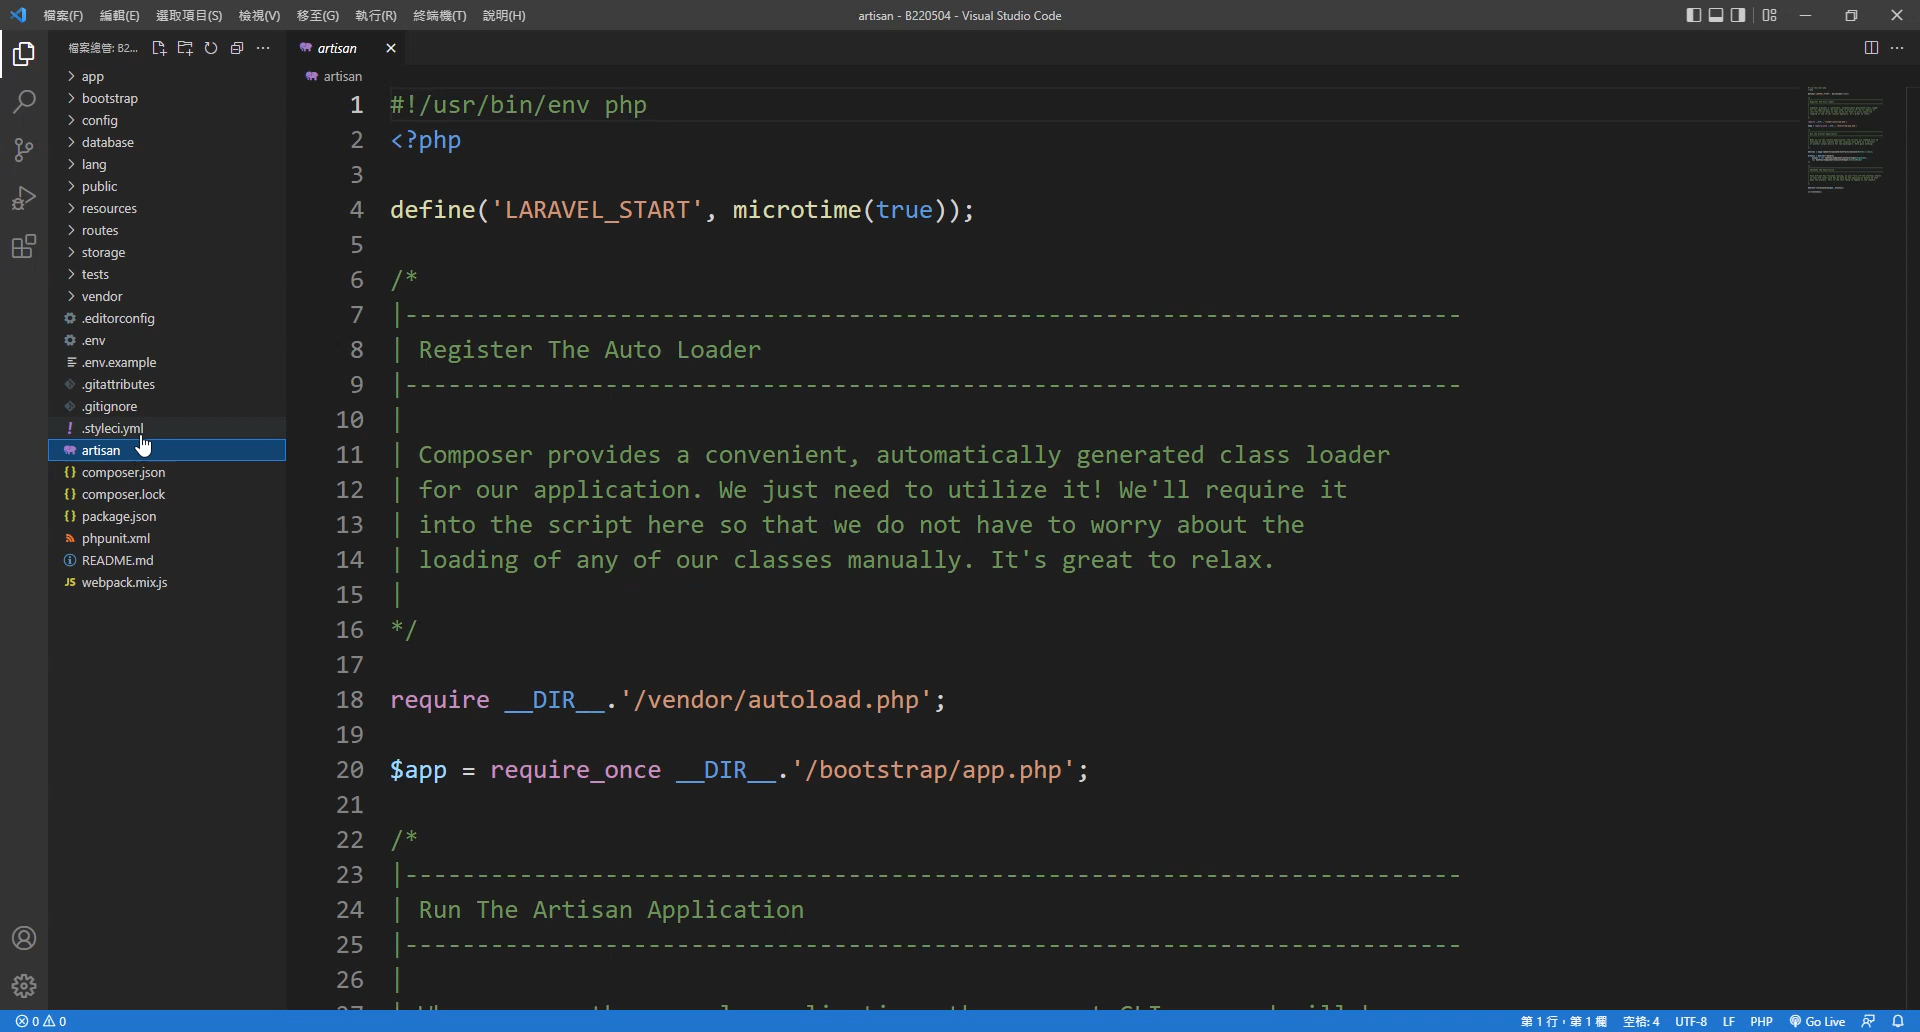 檔案(F) 編輯(E) 選取項目(S) 檢視(V) 移至(G) 執行(R) 終端機(T) 說明(H)
artisan - B220504 - Visual Studio Code
檔案總管: B2...
app
bootstrap
config
database
lang
public
resources
routes
storage
tests
vendor
.editorconfig
.env
.env.example
.gitattributes
.gitignore
.styleci.yml
artisan
composer.json
composer.lock
package.json
phpunit.xml
README.md
webpack.mix.js
artisan
artisan
1 #!/usr/bin/env php
2 <?php
3
4 define('LARAVEL_START', microtime(true));
5
6 /*
7 |--------------------------------------------------------------------------
8 | Register The Auto Loader
9 |--------------------------------------------------------------------------
10 |
11 | Composer provides a convenient, automatically generated class loader
12 | for our application. We just need to utilize it! We'll require it
13 | into the script here so that we do not have to worry about the
14 | loading of any of our classes manually. It's great to relax.
15 |
16 */
17
18 require __DIR__.'/vendor/autoload.php';
19
20 $app = require_once __DIR__.'/bootstrap/app.php';
21
22 /*
23 |--------------------------------------------------------------------------
24 | Run The Artisan Application
25 |--------------------------------------------------------------------------
26 |
0 0
第 1 行，第 1 欄 空格: 4 UTF-8 LF PHP Go Live